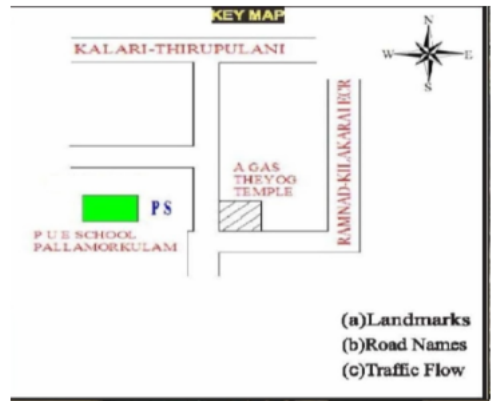 KEY MAP
N
KALARI-THIRUPULANI
W
E
S
RAMNAD-KILAKARAI ECR
A GAS
THEYOG
TEMPLE
P S
P U E SCHOOL
PALLAMORKULAM
(a)Landmarks
(b)Road Names
(c)Traffic Flow